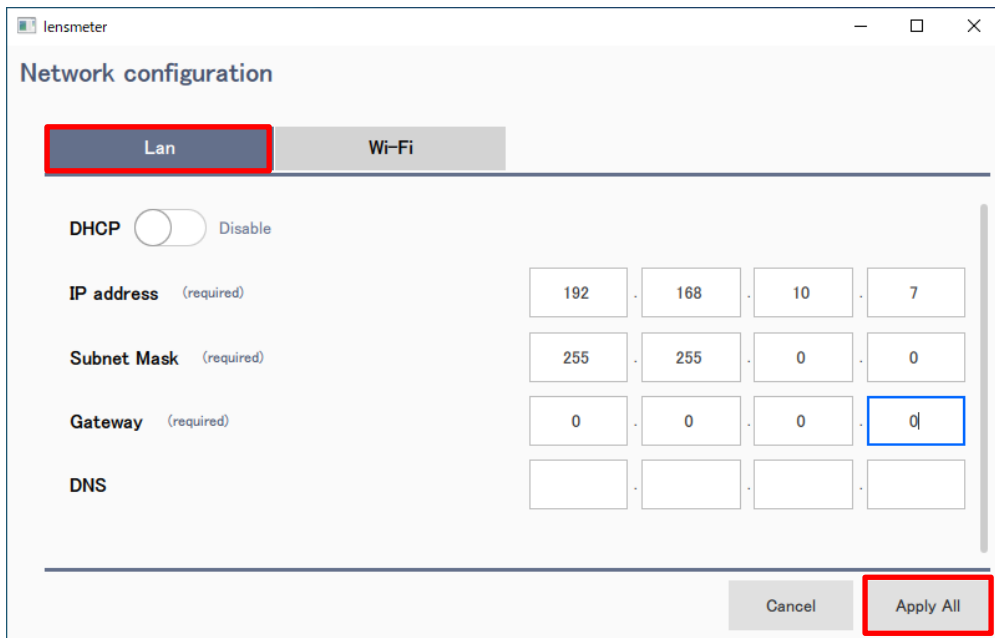 lensmeter
Network configuration
Lan Wi-Fi
DHCP Disable
IP address (required) 192 . 168 . 10 . 7
Subnet Mask (required) 255 . 255 . 0 . 0
Gateway (required) 0 . 0 . 0 . 0
DNS . . .
Cancel Apply All